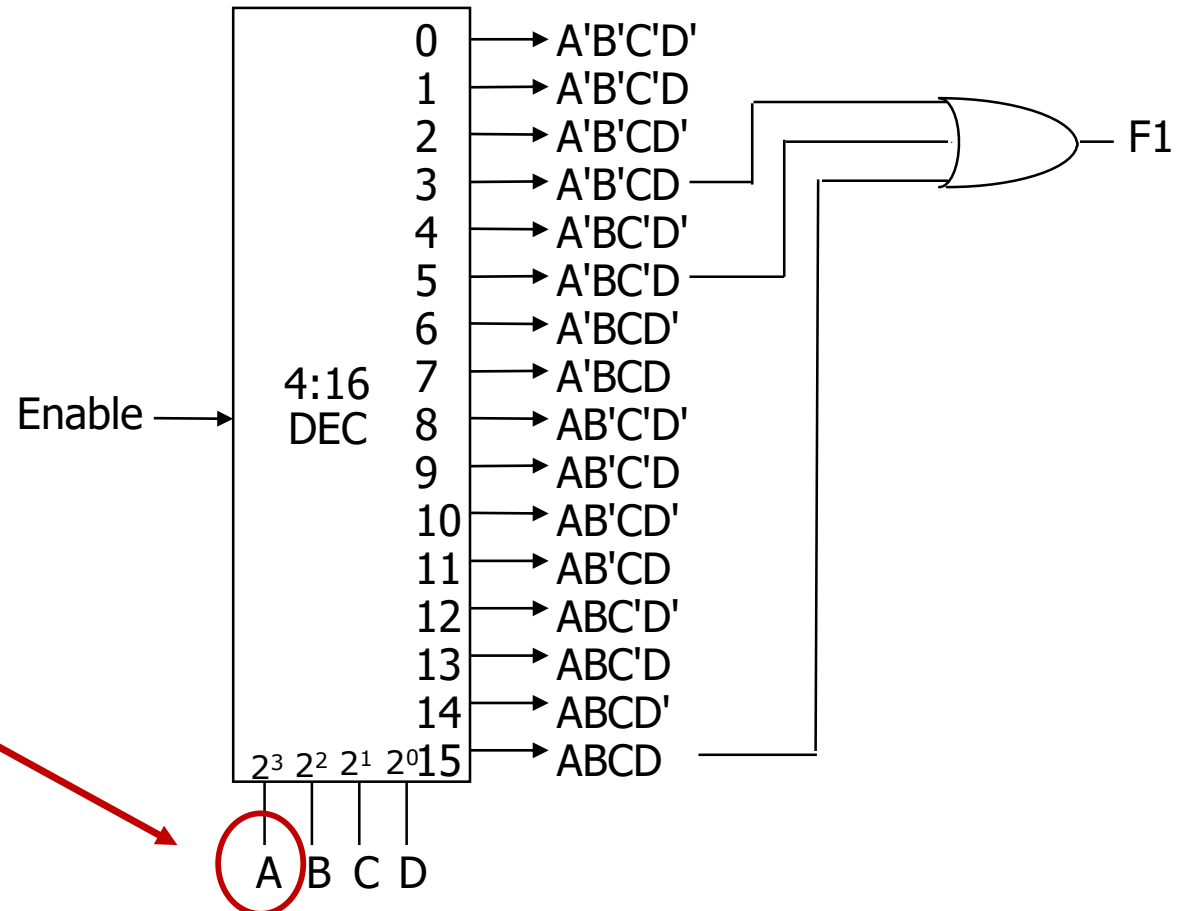 0 A'B'C'D'
1 A'B'C'D
2 A'B'CD'
3 A'B'CD
F1
4 A'BC'D'
5 A'BC'D
6 A'BCD'
7 A'BCD
4:16
DEC
Enable
8 AB'C'D'
9 AB'C'D
10 AB'CD'
11 AB'CD
12 ABC'D'
13 ABC'D
14 ABCD'
15 ABCD
2³ 2² 2¹ 2⁰
A B C D